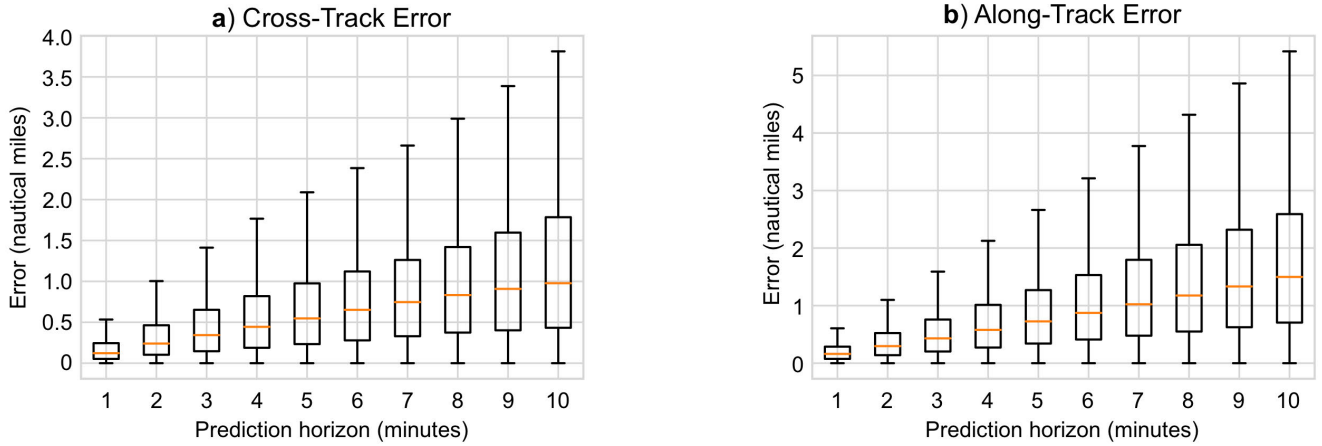 a) Cross-Track Error
4.0
3.5
3.0
2.5
2.0
1.5
1.0
0.5
0
Error (nautical miles)
1 2 3 4 5 6 7 8 9 10
Prediction horizon (minutes)
b) Along-Track Error
5
4
3
2
1
0
Error (nautical miles)
1 2 3 4 5 6 7 8 9 10
Prediction horizon (minutes)